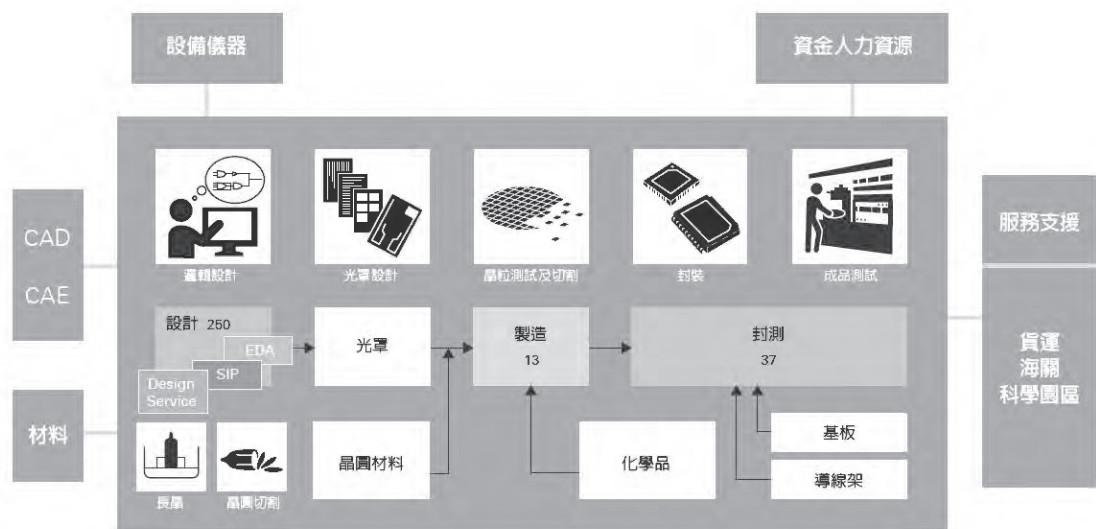 設備儀器
資金人力資源
CAD
CAE
材料
邏輯設計
光罩設計
晶粒測試及切割
封裝
成品測試
設計 250
EDA
SIP
Design
Service
光罩
製造
13
封測
37
長晶
晶圓切割
晶圓材料
化學品
基板
導線架
服務支援
貨運
海關
科學園區